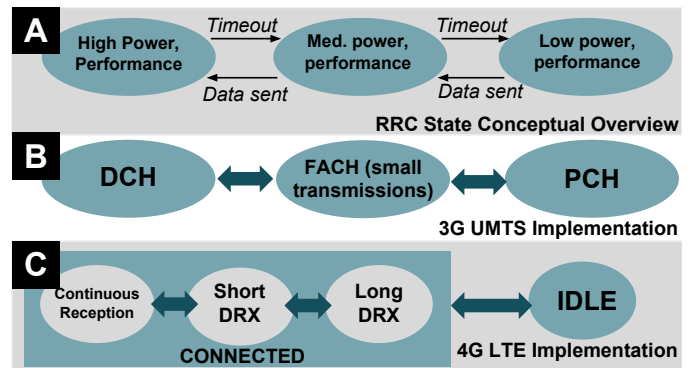 A
High Power,
Performance
Timeout
Data sent
Med. power,
performance
Timeout
Data sent
Low power,
performance
RRC State Conceptual Overview
B
DCH
FACH (small
transmissions)
PCH
3G UMTS Implementation
C
Continuous
Reception
Short
DRX
Long
DRX
CONNECTED
IDLE
4G LTE Implementation